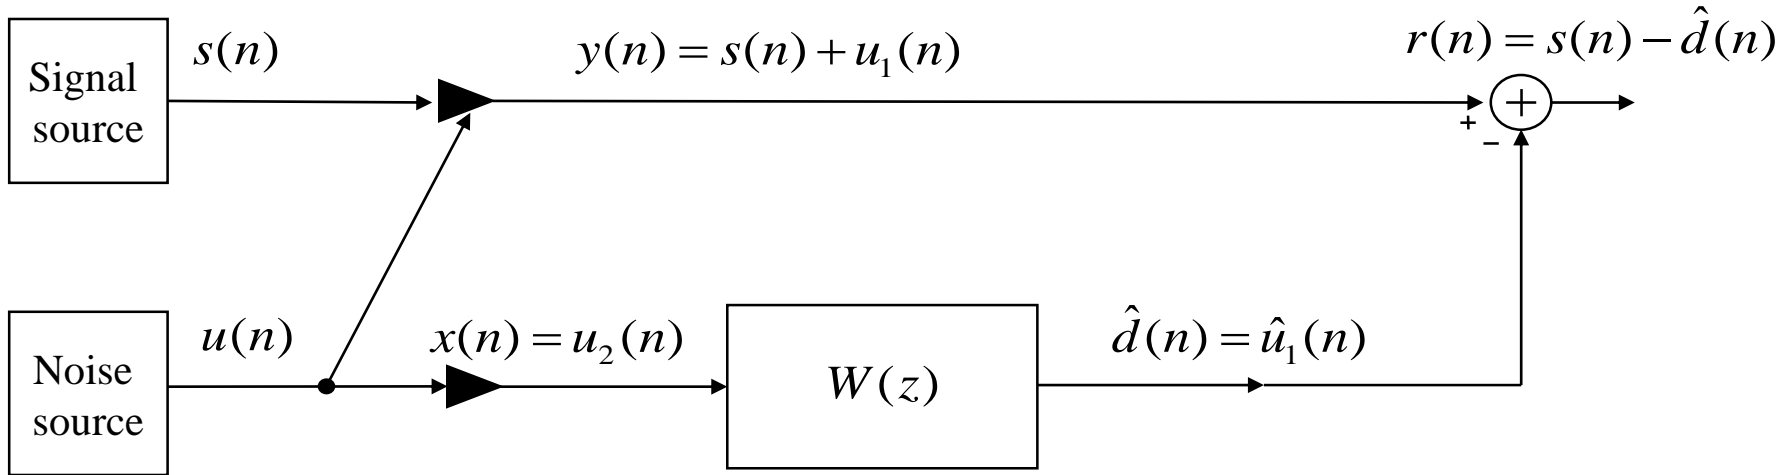 Signal
source
s(n)
y(n) = s(n) + u₁(n)
r(n) = s(n) − d̂(n)
+
+
−
Noise
source
u(n)
x(n) = u₂(n)
W(z)
d̂(n) = û₁(n)